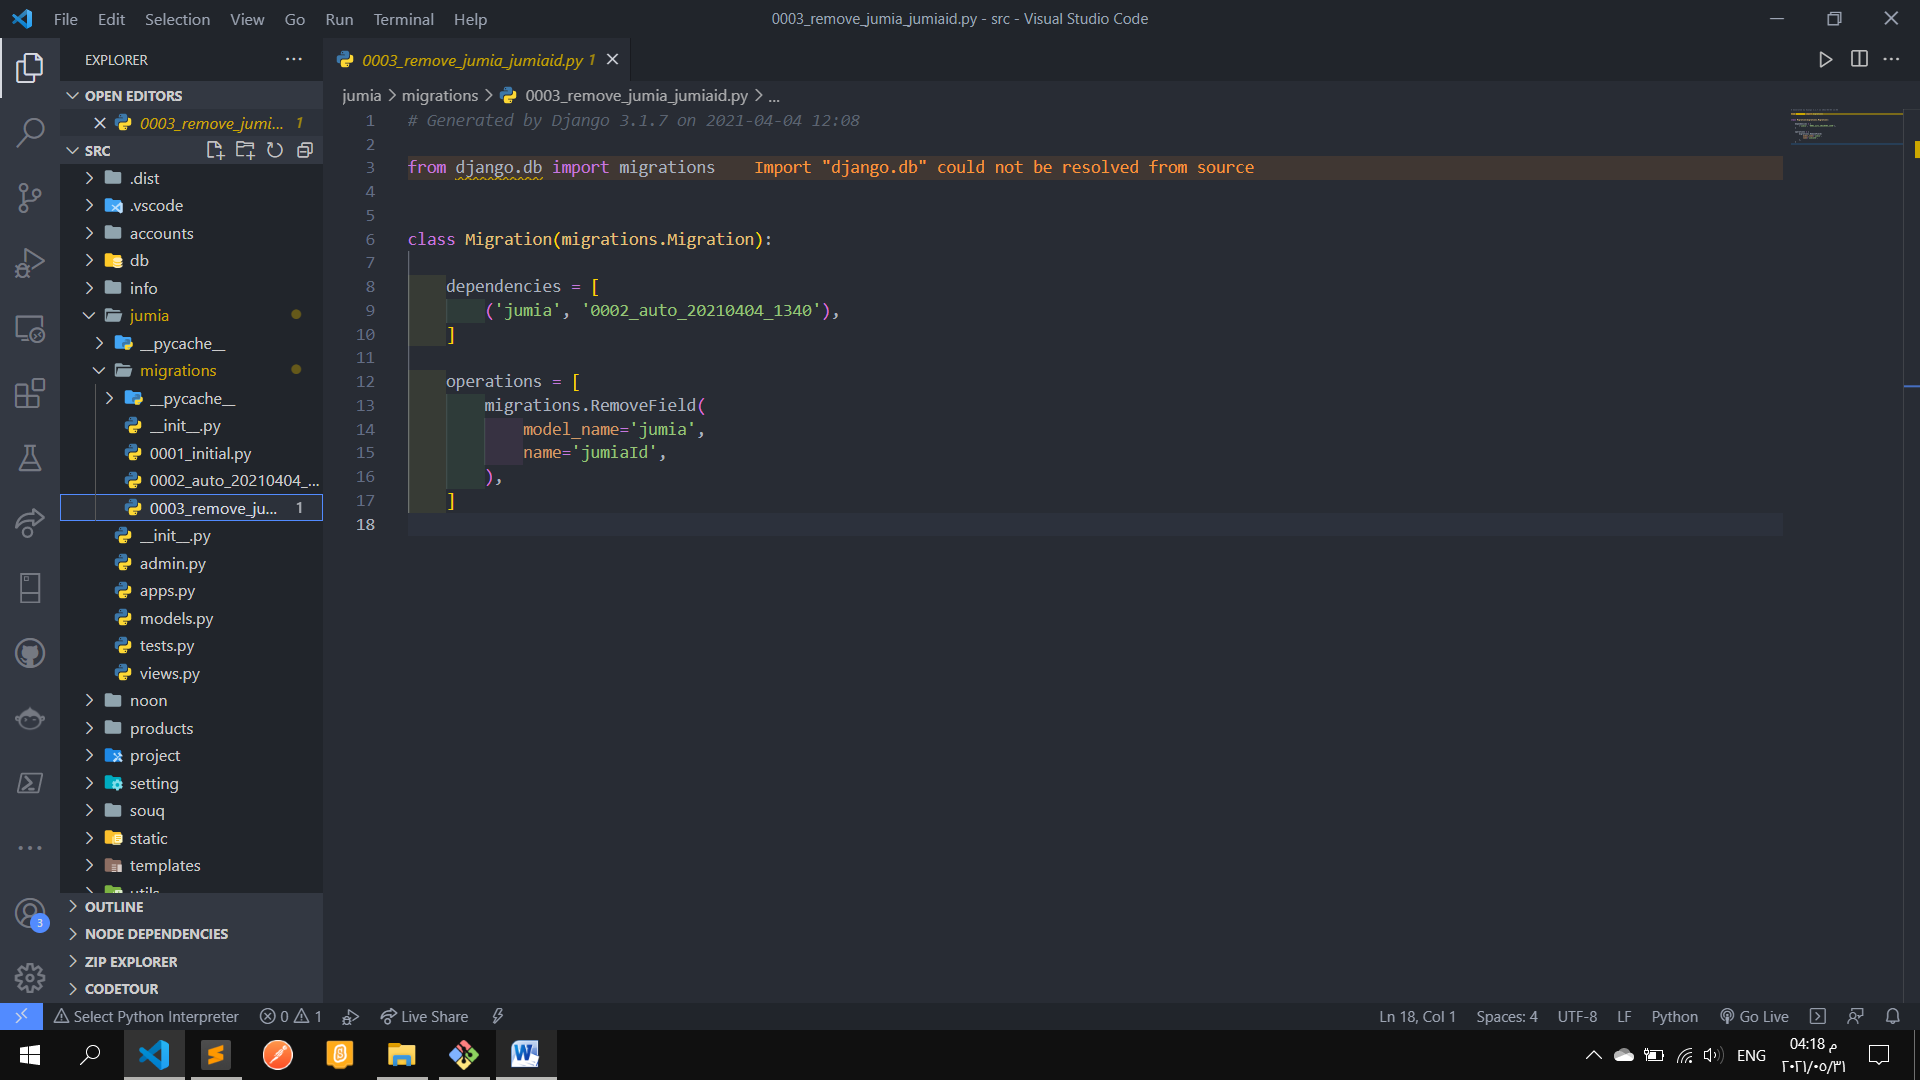 File Edit Selection View Go Run Terminal Help
0003_remove_jumia_jumiaid.py - src - Visual Studio Code
EXPLORER
0003_remove_jumia_jumiaid.py 1
OPEN EDITORS
0003_remove_jumi... 1
SRC
.dist
.vscode
accounts
db
info
jumia
__pycache__
migrations
__pycache__
__init__.py
0001_initial.py
0002_auto_20210404_...
0003_remove_ju... 1
__init__.py
admin.py
apps.py
models.py
tests.py
views.py
noon
products
project
setting
souq
static
templates
utils
OUTLINE
NODE DEPENDENCIES
ZIP EXPLORER
CODETOUR
3
jumia > migrations > 0003_remove_jumia_jumiaid.py > ...
1 # Generated by Django 3.1.7 on 2021-04-04 12:08
2
3 from django.db import migrations Import "django.db" could not be resolved from source
4
5
6 class Migration(migrations.Migration):
7
8 dependencies = [
9 ('jumia', '0002_auto_20210404_1340'),
10 ]
11
12 operations = [
13 migrations.RemoveField(
14 model_name='jumia',
15 name='jumiaId',
16 ),
17 ]
18
Select Python Interpreter 0 1 Live Share
Ln 18, Col 1 Spaces: 4 UTF-8 LF Python Go Live
ENG
04:18 م
٢٠٢١/٠٥/٣١